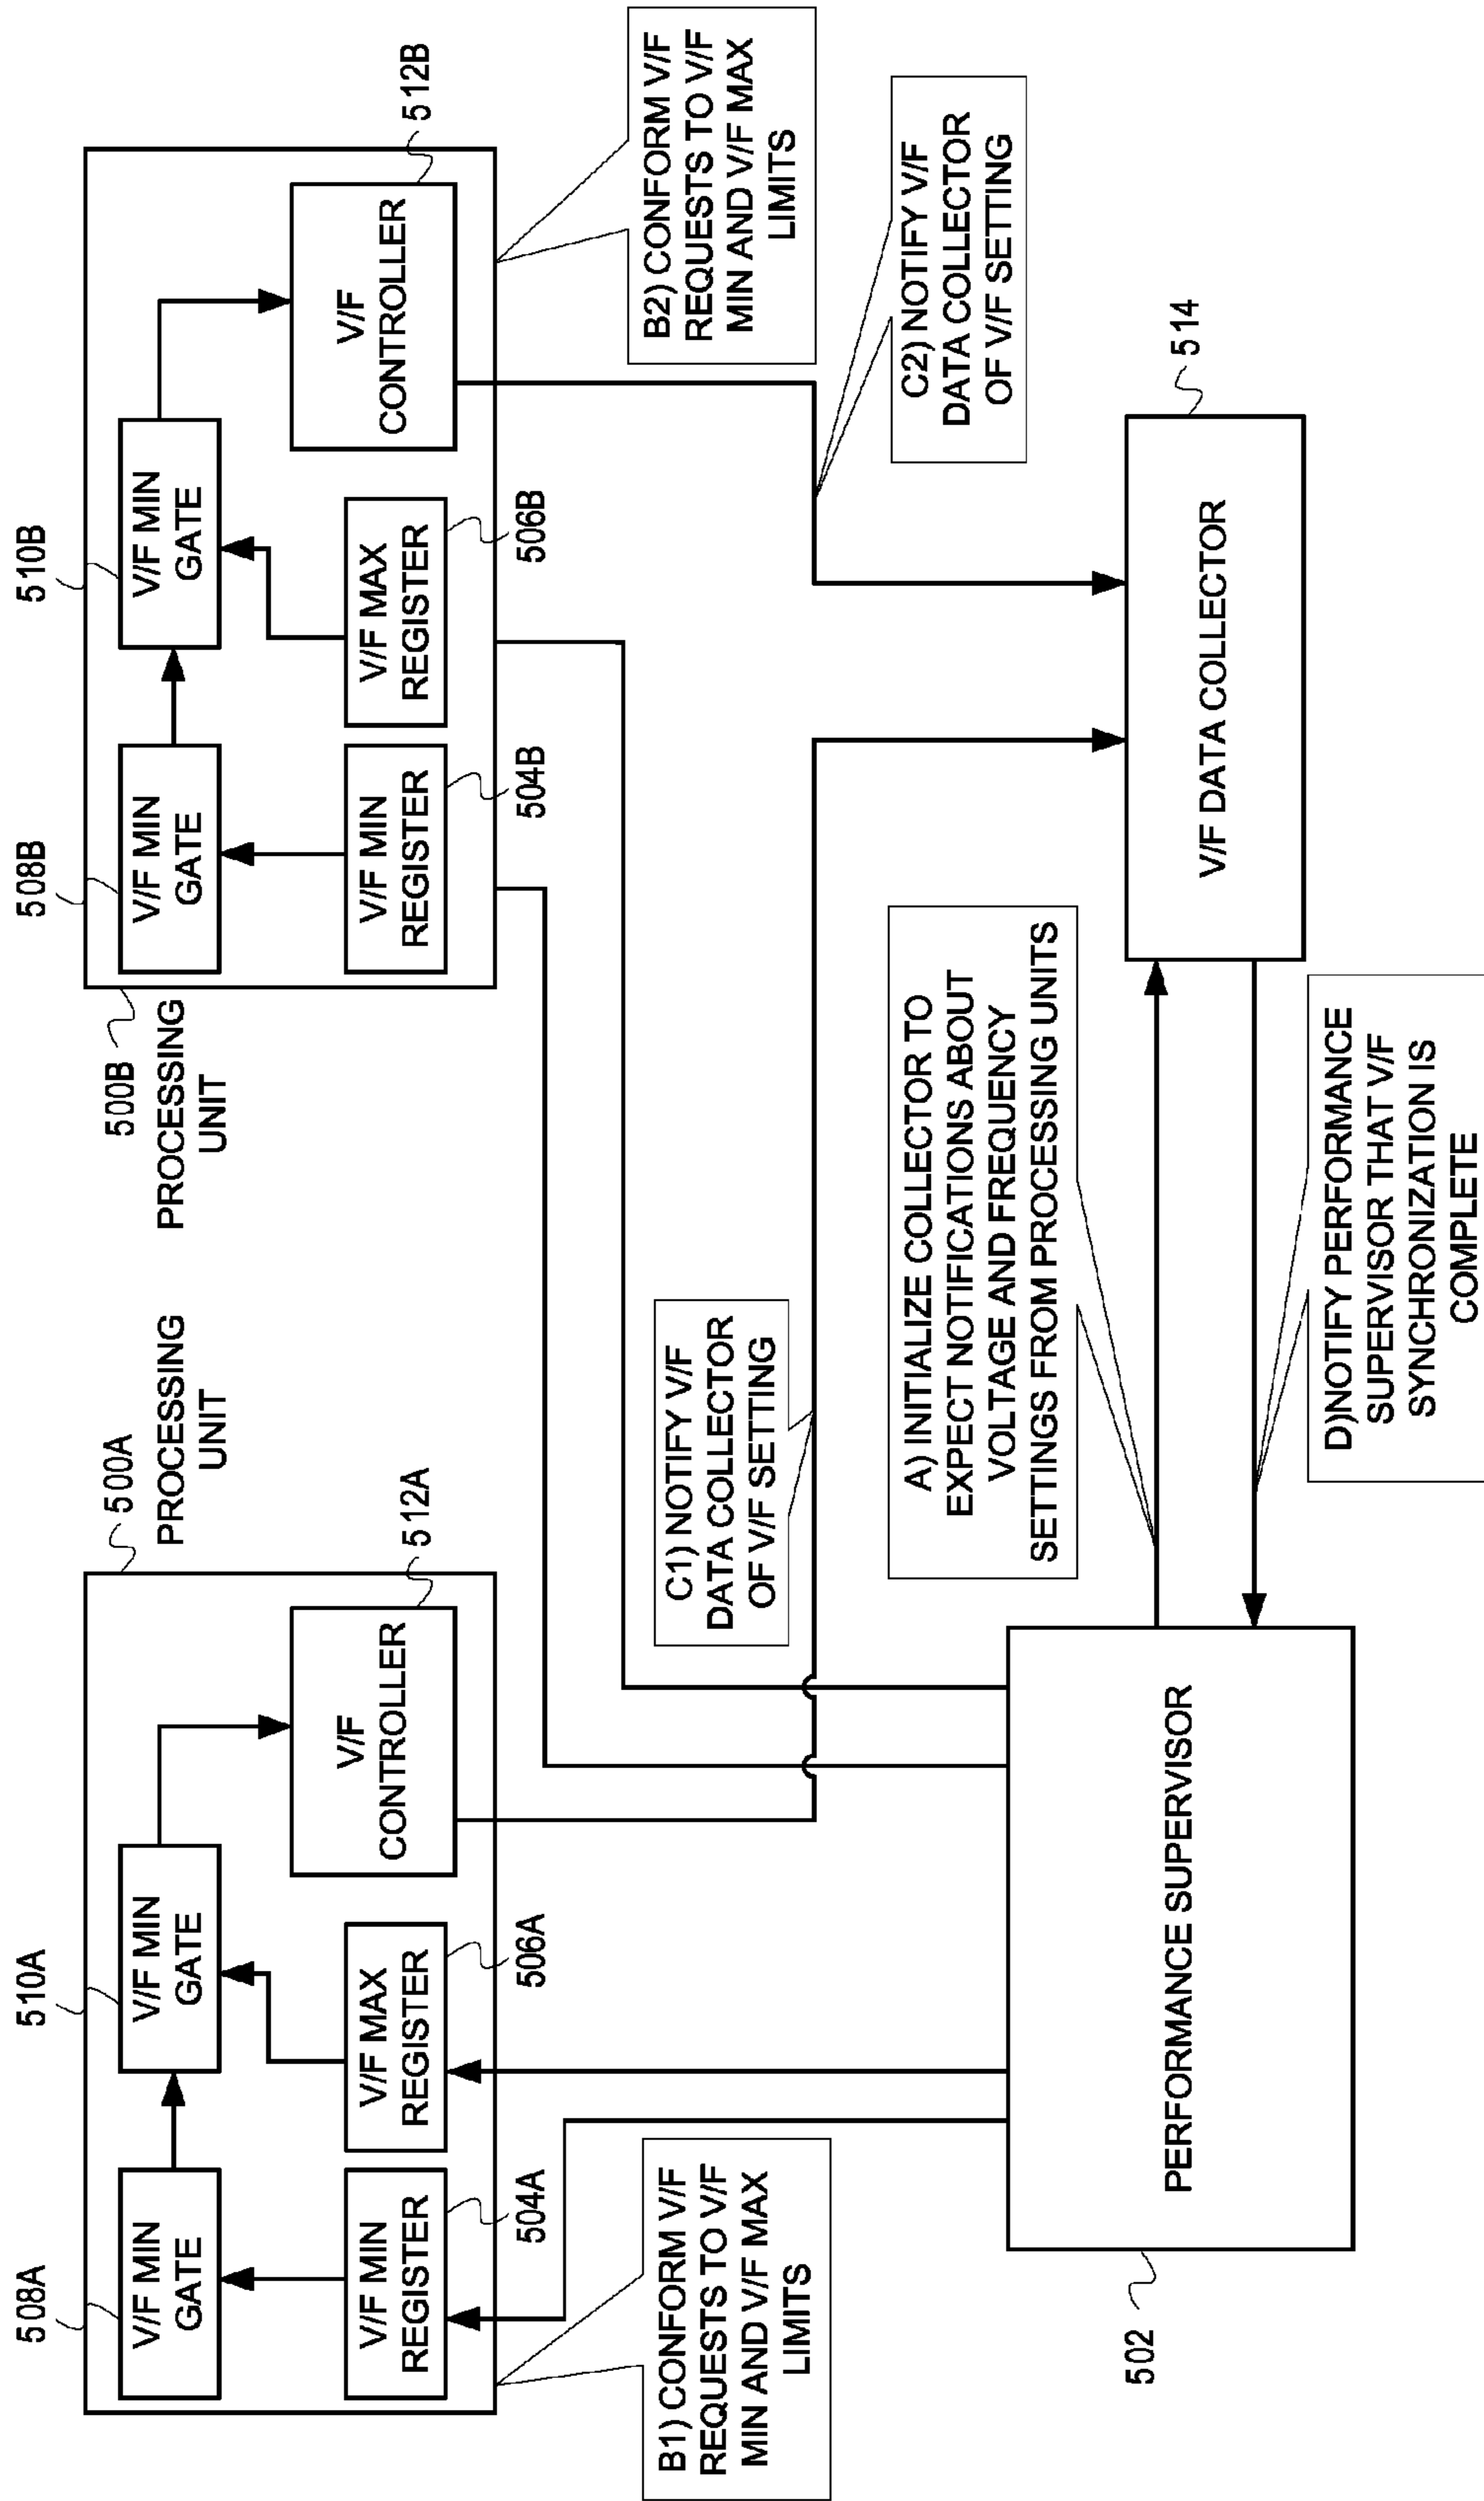 508A
510A
V/F MIN
GATE
V/F MIN
GATE
V/F MIN
REGISTER
V/F MAX
REGISTER
V/F
CONTROLLER
504A
506A
512A
500A
PROCESSING
UNIT
500B
PROCESSING
UNIT
508B
510B
V/F MIN
GATE
V/F MIN
GATE
V/F MIN
REGISTER
V/F MAX
REGISTER
V/F
CONTROLLER
504B
506B
512B
B1) CONFORM V/F
REQUESTS TO V/F
MIN AND V/F MAX
LIMITS
C1) NOTIFY V/F
DATA COLLECTOR
OF V/F SETTING
B2) CONFORM V/F
REQUESTS TO V/F
MIN AND V/F MAX
LIMITS
C2) NOTIFY V/F
DATA COLLECTOR
OF V/F SETTING
A) INITIALIZE COLLECTOR TO
EXPECT NOTIFICATIONS ABOUT
VOLTAGE AND FREQUENCY
SETTINGS FROM PROCESSING UNITS
502
PERFORMANCE SUPERVISOR
V/F DATA COLLECTOR
514
D)NOTIFY PERFORMANCE
SUPERVISOR THAT V/F
SYNCHRONIZATION IS
COMPLETE